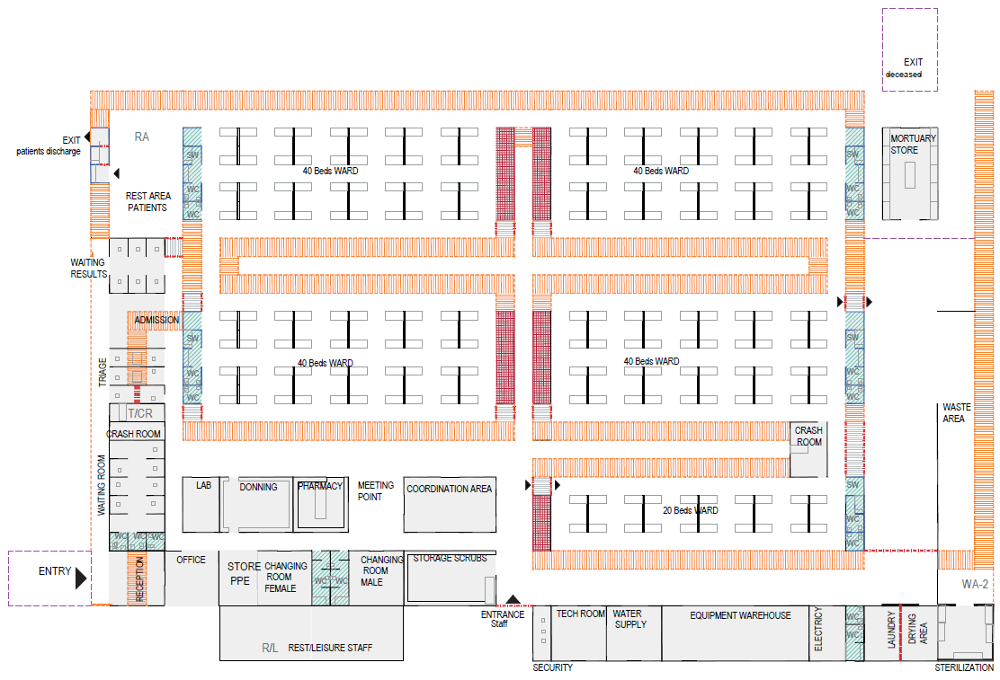 EXIT
deceased
RA
EXIT
patients discharge
MORTUARY
STORE
SW
SW
40 Beds WARD
40 Beds WARD
WC
WC
REST AREA
PATIENTS
WC
WC
WAITING
RESULTS
ADMISSION
SW
SW
40 Beds WARD
40 Beds WARD
TRIAGE
WC
WC
WC
WC
T/CR
WASTE
AREA
CRASH ROOM
CRASH
ROOM
WAITING ROOM
LAB
DONNING
PHARMACY
MEETING
POINT
COORDINATION AREA
SW
20 Beds WARD
WC
WC
WC
WC
WC
ENTRY
RECEPTION
OFFICE
STORE
PPE
CHANGING
ROOM
FEMALE
WC
WC
CHANGING
ROOM
MALE
STORAGE SCRUBS
WA-2
ENTRANCE
Staff
TECH ROOM
WATER
SUPPLY
EQUIPMENT WAREHOUSE
ELECTRICY
WC
WC
LAUNDRY
DRYING
AREA
R/L
REST/LEISURE STAFF
SECURITY
STERILIZATION